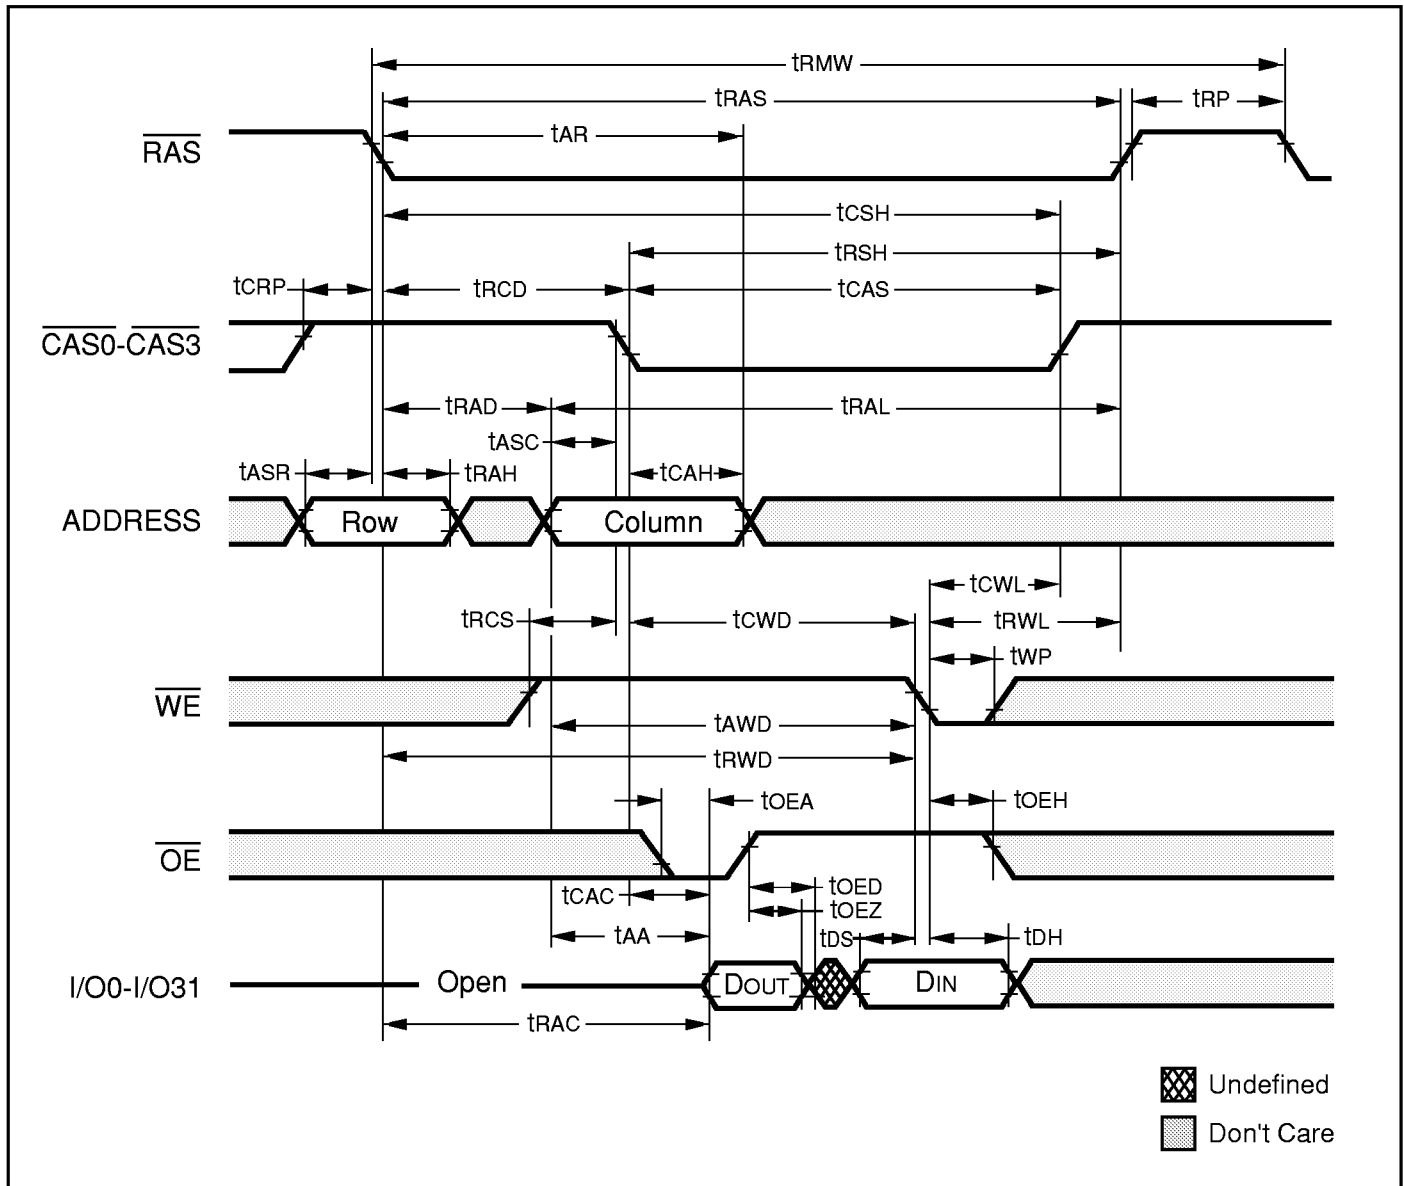 tRMW
tRAS
tRP
tAR
RAS
tCSH
tRSH
tCRP
tRCD
tCAS
CAS0-CAS3
tRAD
tRAL
tASC
tASR
tRAH
tCAH
ADDRESS
Row
Column
tCWL
tRCS
tCWD
tRWL
tWP
WE
tAWD
tRWD
tOEA
tOEH
OE
tCAC
tOED
tOEZ
tAA
tDS
tDH
I/O0-I/O31
Open
DOUT
DIN
tRAC
Undefined
Don't Care